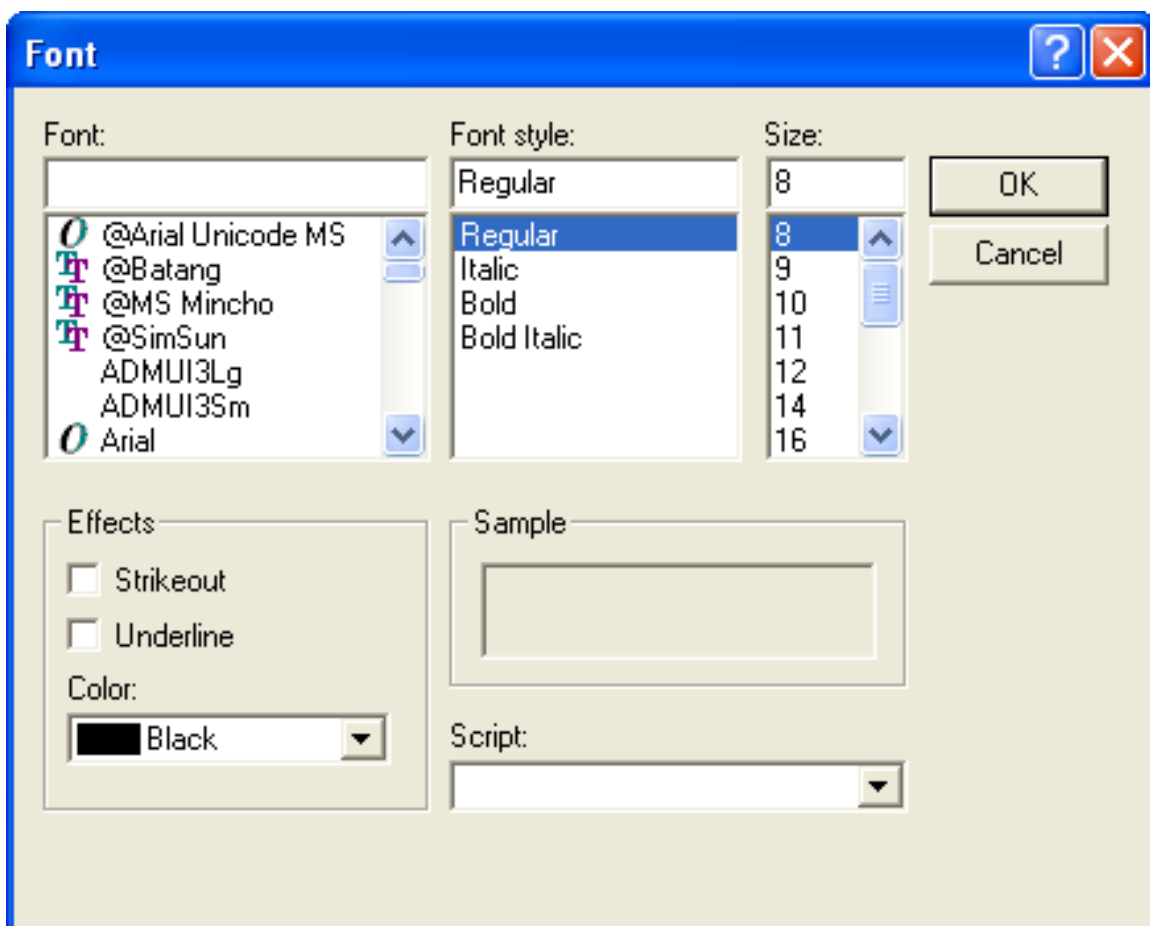 Font
Font:
Font style:
Size:
Regular
8
OK
@Arial Unicode MS
@Batang
@MS Mincho
@SimSun
ADMUI3Lg
ADMUI3Sm
Arial
Regular
Italic
Bold
Bold Italic
8
9
10
11
12
14
16
Cancel
Effects
Strikeout
Underline
Color:
Black
Sample
Script: